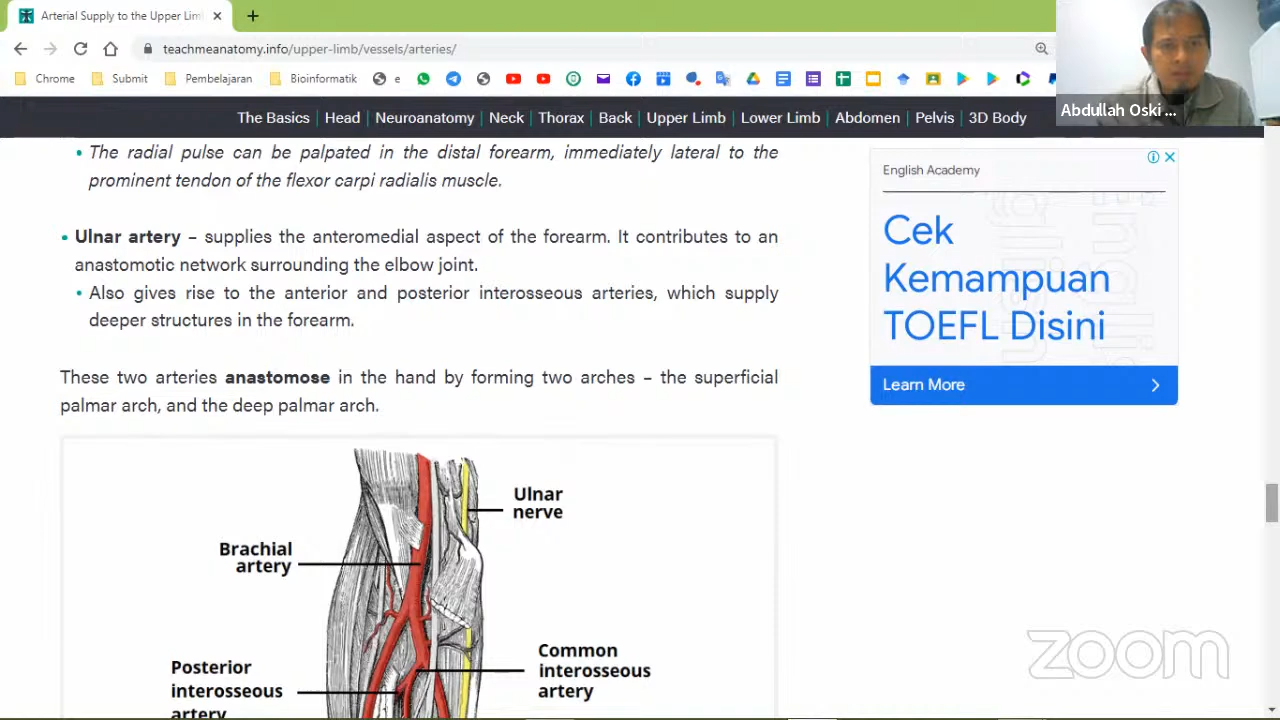 Arterial Supply to the Upper Lim
teachmeanatomy.info/upper-limb/vessels/arteries/
Chrome
Submit
Pembelajaran
Bioinformatik
e
Abdullah Oski ...
The Basics | Head | Neuroanatomy | Neck | Thorax | Back | Upper Limb | Lower Limb | Abdomen | Pelvis | 3D Body
• The radial pulse can be palpated in the distal forearm, immediately lateral to the
prominent tendon of the flexor carpi radialis muscle.
• Ulnar artery – supplies the anteromedial aspect of the forearm. It contributes to an
anastomotic network surrounding the elbow joint.
• Also gives rise to the anterior and posterior interosseous arteries, which supply
deeper structures in the forearm.
These two arteries anastomose in the hand by forming two arches – the superficial
palmar arch, and the deep palmar arch.
Ulnar
nerve
Brachial
artery
Common
interosseous
artery
Posterior
interosseous
artery
English Academy
Cek
Kemampuan
TOEFL Disini
Learn More
zoom